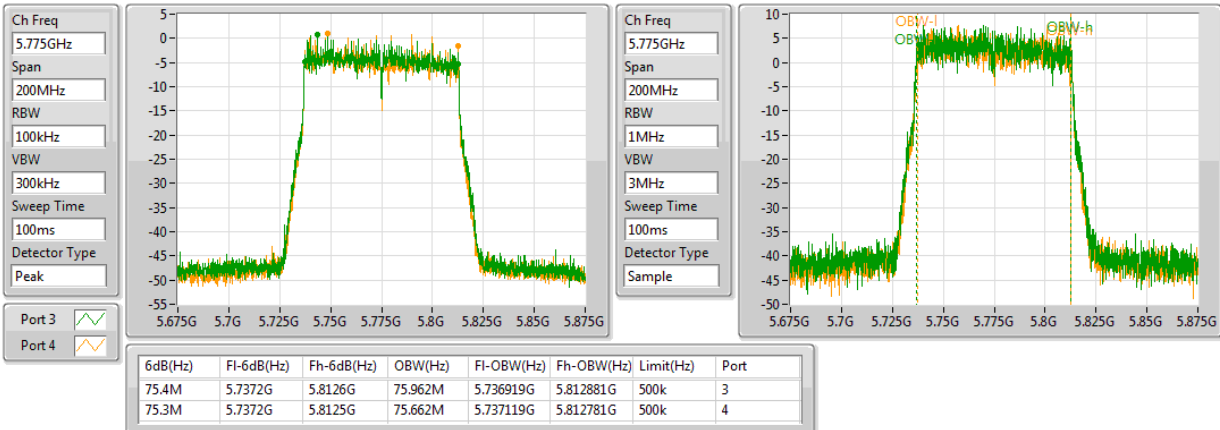 Ch Freq
5.775GHz
Span
200MHz
RBW
100kHz
VBW
300kHz
Sweep Time
100ms
Detector Type
Peak
Port 3
Port 4
5-
0-
-5-
-10-
-15-
-20-
-25-
-30-
-35-
-40-
-45-
-50-
-55-
5.675G 5.7G 5.725G 5.75G 5.775G 5.8G 5.825G 5.85G 5.875G
Ch Freq
5.775GHz
Span
200MHz
RBW
1MHz
VBW
3MHz
Sweep Time
100ms
Detector Type
Sample
10-
5-
0-
-5-
-10-
-15-
-20-
-25-
-30-
-35-
-40-
-45-
-50-
OBW-l
5.675G 5.7G 5.725G 5.75G 5.775G 5.8G 5.825G 5.85G 5.875G
6dB(Hz) Fl-6dB(Hz) Fh-6dB(Hz) OBW(Hz) Fl-OBW(Hz) Fh-OBW(Hz) Limit(Hz) Port
75.4M 5.7372G 5.8126G 75.962M 5.736919G 5.812881G 500k 3
75.3M 5.7372G 5.8125G 75.662M 5.737119G 5.812781G 500k 4